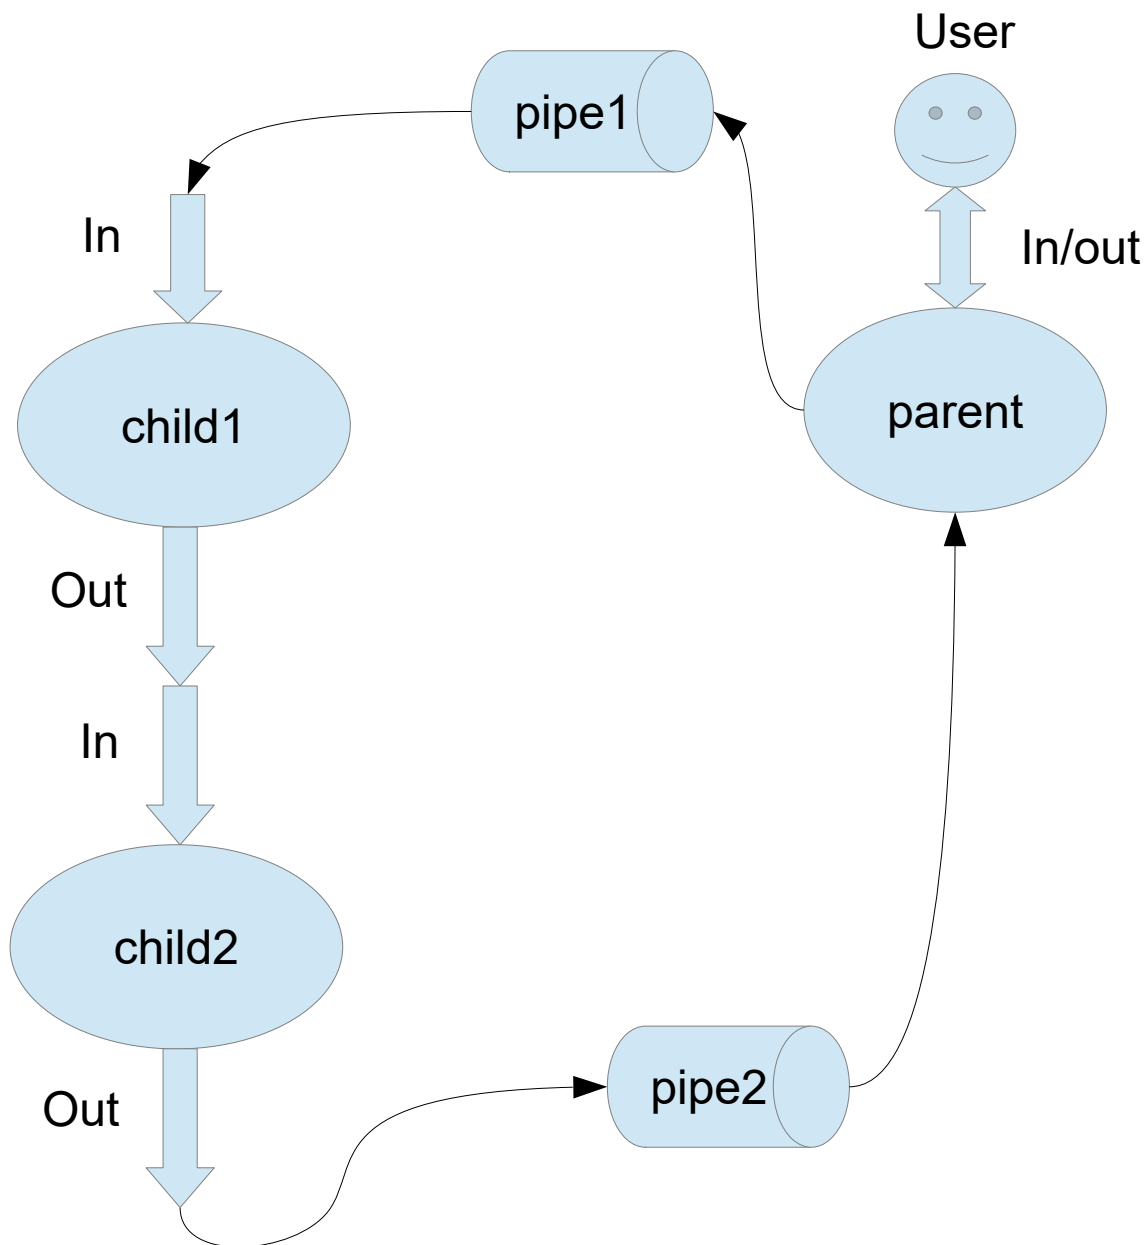 User
pipe1
In
In/out
child1
parent
Out
In
child2
pipe2
Out